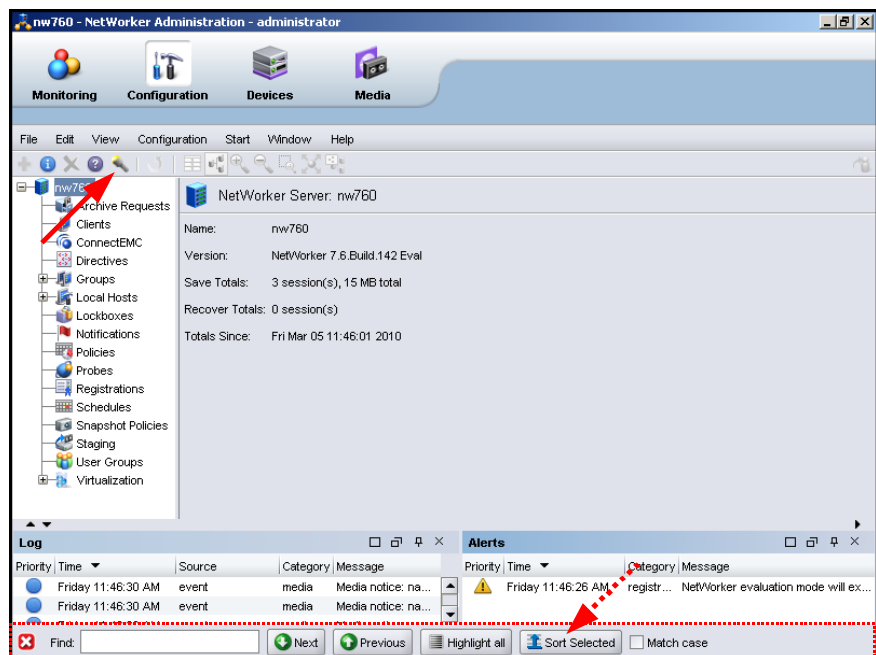 nw760 - NetWorker Administration - administrator
Monitoring Configuration Devices Media
File Edit View Configuration Start Window Help
nw76
Archive Requests
Clients
ConnectEMC
Directives
Groups
Local Hosts
Lockboxes
Notifications
Policies
Probes
Registrations
Schedules
Snapshot Policies
Staging
User Groups
Virtualization
NetWorker Server: nw760
Name: nw760
Version: NetWorker 7.6.Build.142 Eval
Save Totals: 3 session(s), 15 MB total
Recover Totals: 0 session(s)
Totals Since: Fri Mar 05 11:46:01 2010
Log
Priority Time Source Category Message
Friday 11:46:30 AM event media Media notice: na...
Friday 11:46:30 AM event media Media notice: na...
Alerts
Priority Time Category Message
Friday 11:46:26 AM registr... NetWorker evaluation mode will ex...
Find: Next Previous Highlight all Sort Selected Match case